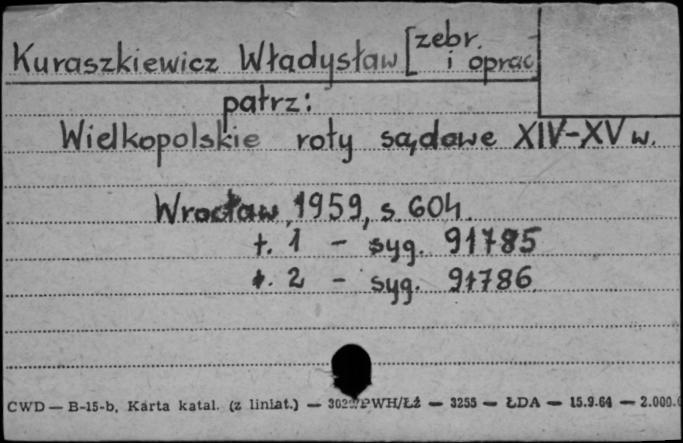 Kuraszkiewicz Władysław [zebr.
i oprac
patrz:
Wielkopolskie roty sądowe XIV-XV w.
Wrocław, 1959, s. 604.
t. 1 - syg. 91785
t. 2 - syg. 91786
CWD — B-15-b, Karta katal. (z liniat.) — PWH/ŁŻ — 3255 — ŁDA — 15.9.64 — 2.000.